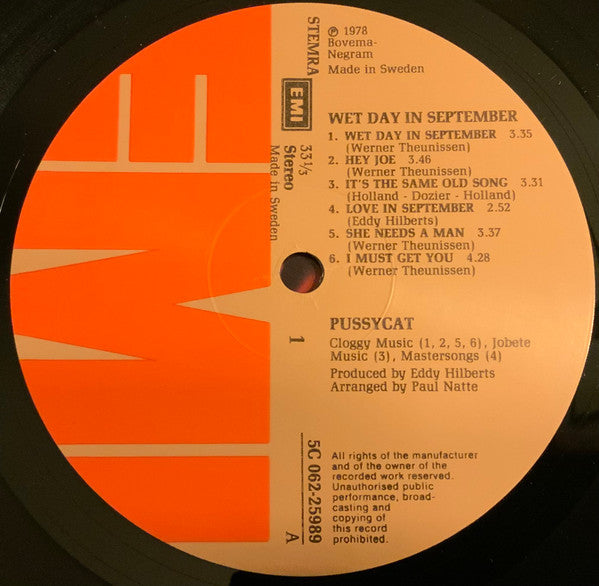 ℗ 1978
Bovema-
Negram
Made in Sweden
STEMRA
EMI
33 1/3
Stereo
Made in Sweden
WET DAY IN SEPTEMBER
1. WET DAY IN SEPTEMBER 3.35
(Werner Theunissen)
2. HEY JOE 3.46
(Werner Theunissen)
3. IT'S THE SAME OLD SONG 3.31
(Holland - Dozier - Holland)
4. LOVE IN SEPTEMBER 2.52
(Eddy Hilberts)
5. SHE NEEDS A MAN 3.37
(Werner Theunissen)
6. I MUST GET YOU 4.28
(Werner Theunissen)
PUSSYCAT
Cloggy Music (1, 2, 5, 6), Jobete
Music (3), Mastersongs (4)
Produced by Eddy Hilberts
Arranged by Paul Natte
1
5C 062-25989
A
All rights of the manufacturer
and of the owner of the
recorded work reserved.
Unauthorised public
performance, broad-
casting and
copying of
this record
prohibited.
EMI